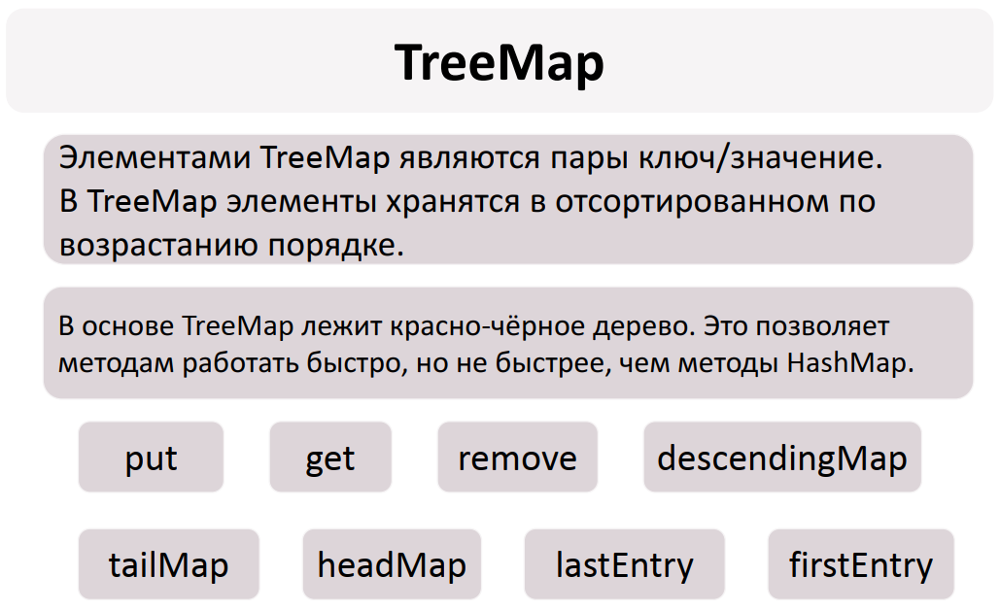 TreeMap
Элементами TreeMap являются пары ключ/значение.
В TreeMap элементы хранятся в отсортированном по
возрастанию порядке.
В основе TreeMap лежит красно-чёрное дерево. Это позволяет
методам работать быстро, но не быстрее, чем методы HashMap.
put get remove descendingMap
tailMap headMap lastEntry firstEntry